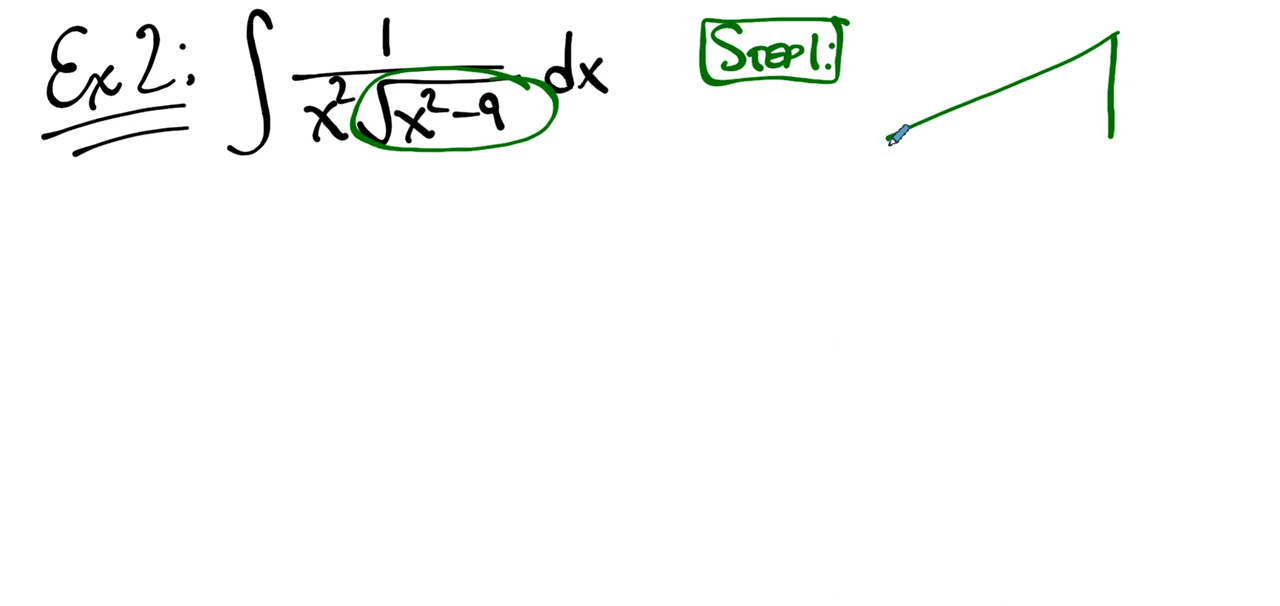 Ex 2: ∫ 1/(x²√(x²-9)) dx
STEP 1: